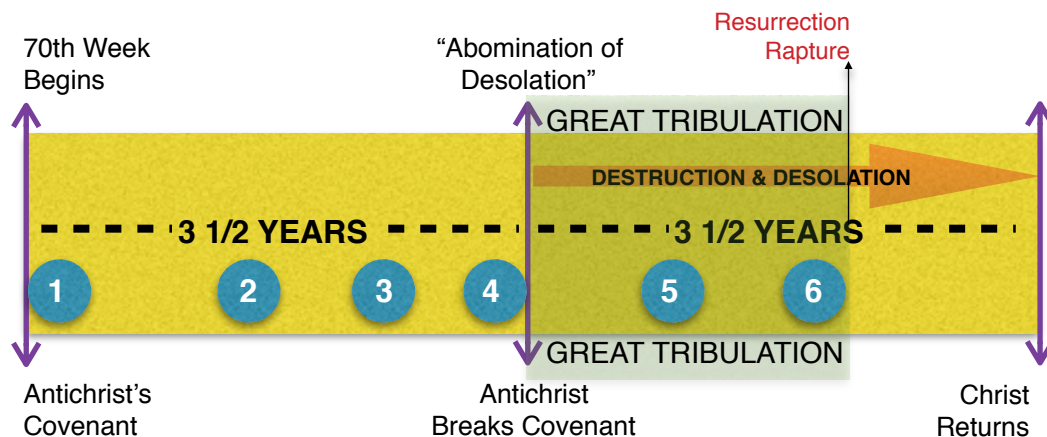 70th Week
Begins
“Abomination of
Desolation”
Resurrection
Rapture
GREAT TRIBULATION
DESTRUCTION & DESOLATION
3 1/2 YEARS
3 1/2 YEARS
1
2
3
4
5
6
GREAT TRIBULATION
Antichrist’s
Covenant
Antichrist
Breaks Covenant
Christ
Returns